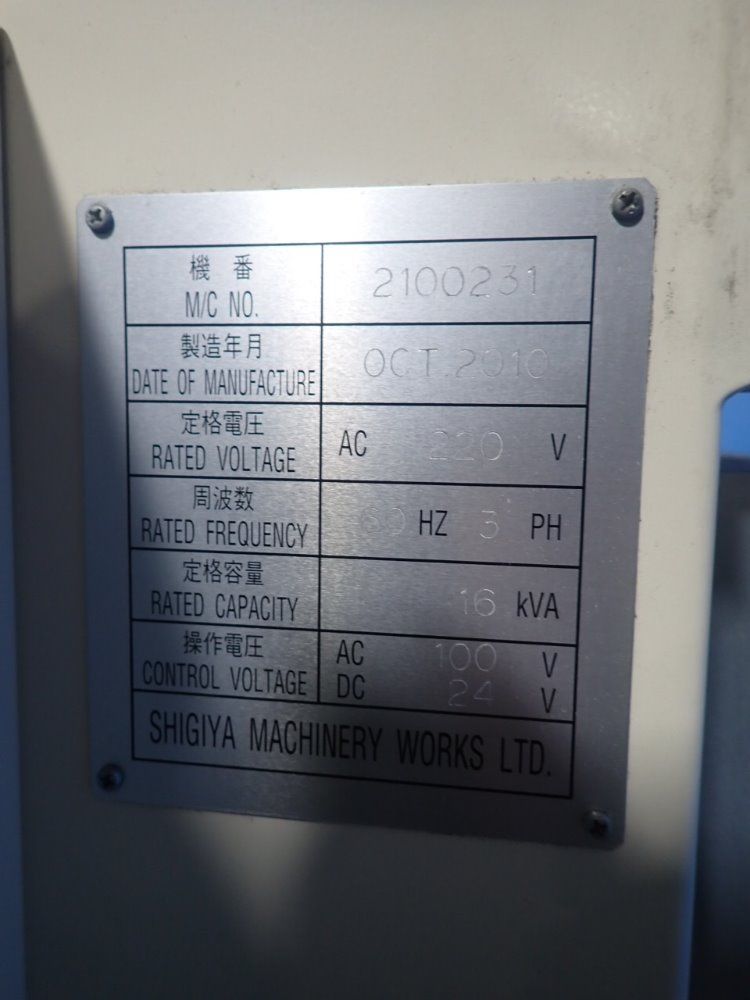 機 番
M/C NO.
2100231
製造年月
DATE OF MANUFACTURE
OCT.2010
定格電圧
RATED VOLTAGE
AC 220 V
周波数
RATED FREQUENCY
60 HZ 3 PH
定格容量
RATED CAPACITY
16 kVA
操作電圧
CONTROL VOLTAGE
AC 100 V
DC 24 V
SHIGIYA MACHINERY WORKS LTD.